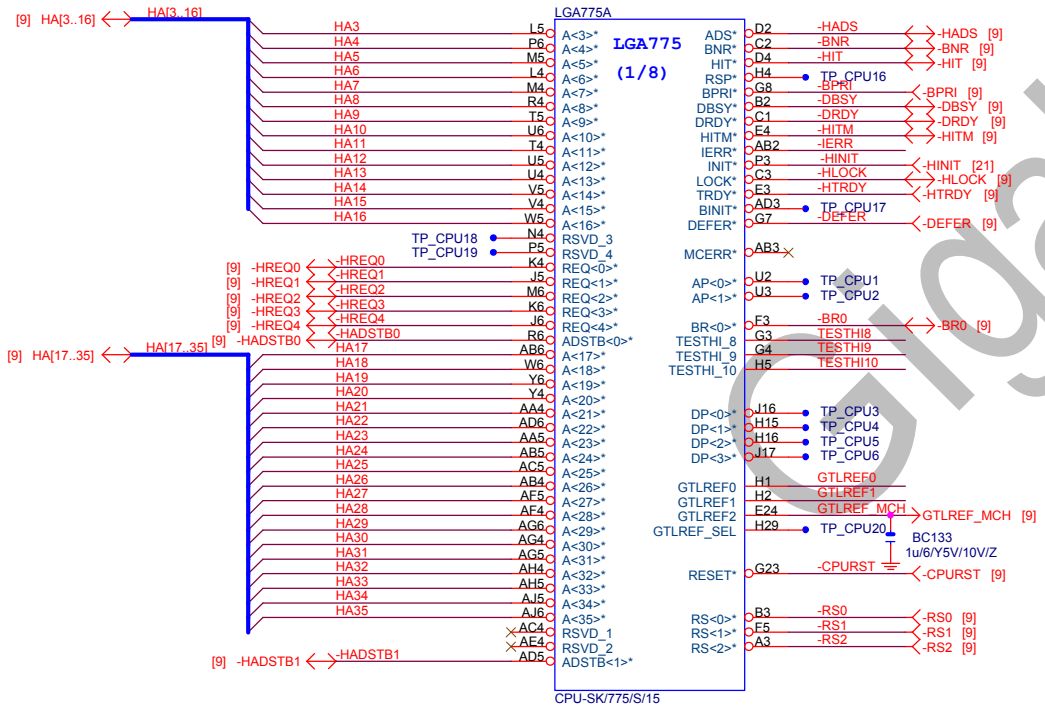 LGA775A
[9] HA[3..16] HA[3..16]
LGA775
(1/8)
HA3 L5 A<3>* ADS* D2 -HADS -HADS [9]
HA4 P6 A<4>* BNR* C2 -BNR -BNR [9]
HA5 M5 A<5>* HIT* D4 -HIT -HIT [9]
HA6 L4 A<6>* RSP* H4 TP_CPU16
HA7 M4 A<7>* BPRI* G8 -BPRI -BPRI [9]
HA8 R4 A<8>* DBSY* B2 -DBSY -DBSY [9]
HA9 T5 A<9>* DRDY* C1 -DRDY -DRDY [9]
HA10 U6 A<10>* HITM* E4 -HITM -HITM [9]
HA11 T4 A<11>* IERR* AB2 -IERR
HA12 U5 A<12>* INIT* P3 -HINIT -HINIT [21]
HA13 U4 A<13>* LOCK* C3 -HLOCK -HLOCK [9]
HA14 V5 A<14>* TRDY* E3 -HTRDY -HTRDY [9]
HA15 V4 A<15>* BINIT* AD3 TP_CPU17
HA16 W5 A<16>* DEFER* G7 -DEFER -DEFER [9]
TP_CPU18 N4 RSVD_3
TP_CPU19 P5 RSVD_4 MCERR* AB3
[9] -HREQ0 -HREQ0 K4 REQ<0>*
[9] -HREQ1 -HREQ1 J5 REQ<1>* AP<0>* U2 TP_CPU1
[9] -HREQ2 -HREQ2 M6 REQ<2>* AP<1>* U3 TP_CPU2
[9] -HREQ3 -HREQ3 K6 REQ<3>*
[9] -HREQ4 -HREQ4 J6 REQ<4>* BR<0>* F3 -BR0 -BR0 [9]
[9] -HADSTB0 -HADSTB0 R6 ADSTB<0>* TESTHI_8 G3 TESTHI8
[9] HA[17..35] HA[17..35]
HA17 AB6 A<17>* TESTHI_9 G4 TESTHI9
HA18 W6 A<18>* TESTHI_10 H5 TESTHI10
HA19 Y6 A<19>*
HA20 Y4 A<20>*
HA21 AA4 A<21>* DP<0>* J16 TP_CPU3
HA22 AD6 A<22>* DP<1>* H15 TP_CPU4
HA23 AA5 A<23>* DP<2>* H16 TP_CPU5
HA24 AB5 A<24>* DP<3>* J17 TP_CPU6
HA25 AC5 A<25>*
HA26 AB4 A<26>* GTLREF0 H1 GTLREF0
HA27 AF5 A<27>* GTLREF1 H2 GTLREF1
HA28 AF4 A<28>* GTLREF2 E24 GTLREF_MCH GTLREF_MCH [9]
HA29 AG6 A<29>* GTLREF_SEL H29 TP_CPU20
BC133
1u/6/Y5V/10V/Z
HA30 AG4 A<30>*
HA31 AG5 A<31>*
HA32 AH4 A<32>* RESET* G23 -CPURST -CPURST [9]
HA33 AH5 A<33>*
HA34 AJ5 A<34>*
HA35 AJ6 A<35>* RS<0>* B3 -RS0 -RS0 [9]
AC4 RSVD_1 RS<1>* F5 -RS1 -RS1 [9]
AE4 RSVD_2 RS<2>* A3 -RS2 -RS2 [9]
[9] -HADSTB1 -HADSTB1 AD5 ADSTB<1>*
CPU-SK/775/S/15
Giga